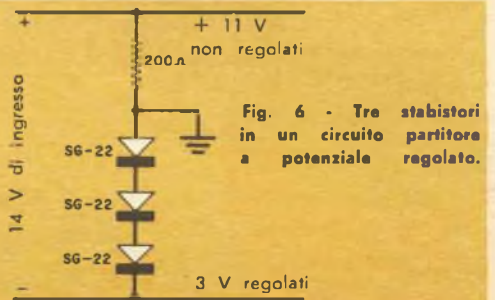 +
+ 11 V
non regolati
200Ω
14 V di ingresso
Fig. 6 - Tre stabistori
in un circuito partitore
a potenziale regolato.
SG-22
SG-22
SG-22
-
3 V regolati